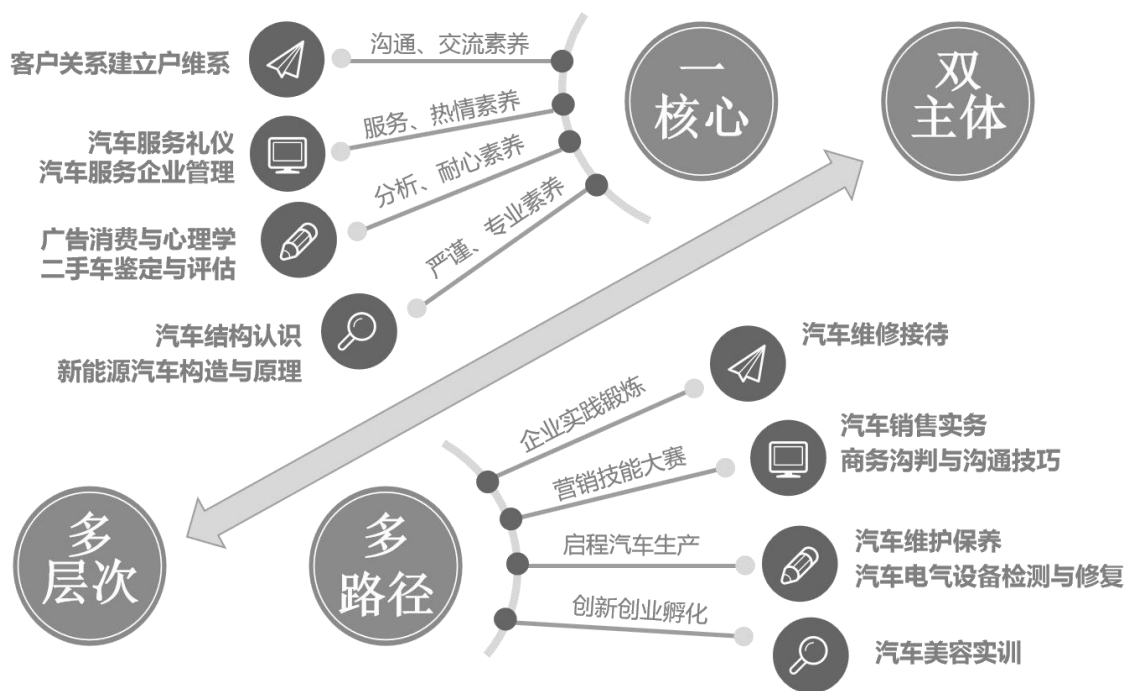 沟通、交流素养
客户关系建立户维系
服务、热情素养
汽车服务礼仪
汽车服务企业管理
分析、耐心素养
广告消费与心理学
二手车鉴定与评估
严谨、专业素养
汽车结构认识
新能源汽车构造与原理
一
核心
双
主体
企业实践锻炼
汽车维修接待
营销技能大赛
汽车销售实务
商务沟判与沟通技巧
启程汽车生产
汽车维护保养
汽车电气设备检测与修复
创新创业孵化
汽车美容实训
多
层次
多
路径